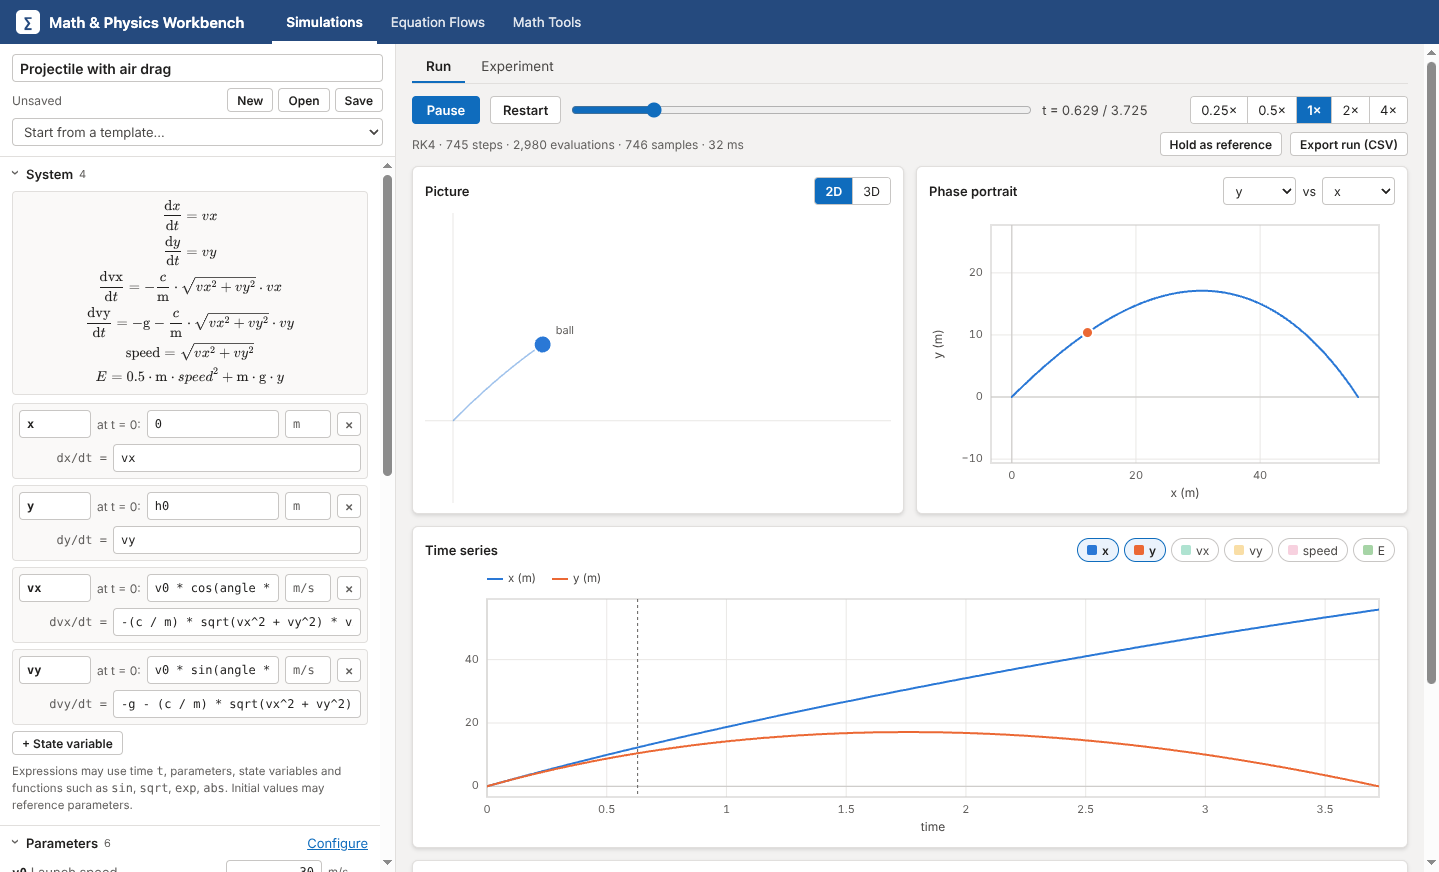 ∑ Math & Physics Workbench Simulations Equation Flows Math Tools
Projectile with air drag
Unsaved New Open Save
Start from a template...
System 4
dx/dt = vx
dy/dt = vy
dvx/dt = −c/m · √vx² + vy² · vx
dvy/dt = −g − c/m · √vx² + vy² · vy
speed = √vx² + vy²
E = 0.5 · m · speed² + m · g · y
x at t = 0: 0 m ×
dx/dt = vx
y at t = 0: h0 m ×
dy/dt = vy
vx at t = 0: v0 * cos(angle * m/s ×
dvx/dt = -(c / m) * sqrt(vx^2 + vy^2) * v
vy at t = 0: v0 * sin(angle * m/s ×
dvy/dt = -g - (c / m) * sqrt(vx^2 + vy^2)
+ State variable
Expressions may use time t, parameters, state variables and
functions such as sin, sqrt, exp, abs. Initial values may
reference parameters.
Parameters 6 Configure
v0 Launch speed 30 m/s
Run Experiment
Pause Restart t = 0.629 / 3.725 0.25× 0.5× 1× 2× 4×
RK4 · 745 steps · 2,980 evaluations · 746 samples · 32 ms Hold as reference Export run (CSV)
Picture 2D 3D
ball
Phase portrait y vs x
20
10
0
−10
y (m)
0 20 40
x (m)
Time series x y vx vy speed E
x (m) y (m)
40
20
0
0 0.5 1 1.5 2 2.5 3 3.5
time